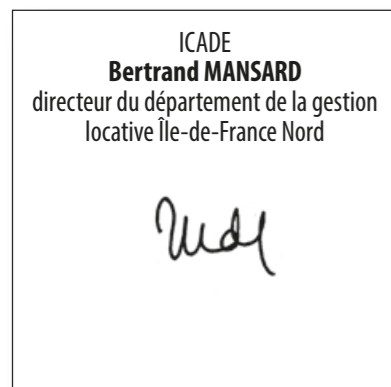 ICADE
Bertrand MANSARD
directeur du département de la gestion
locative Île-de-France Nord